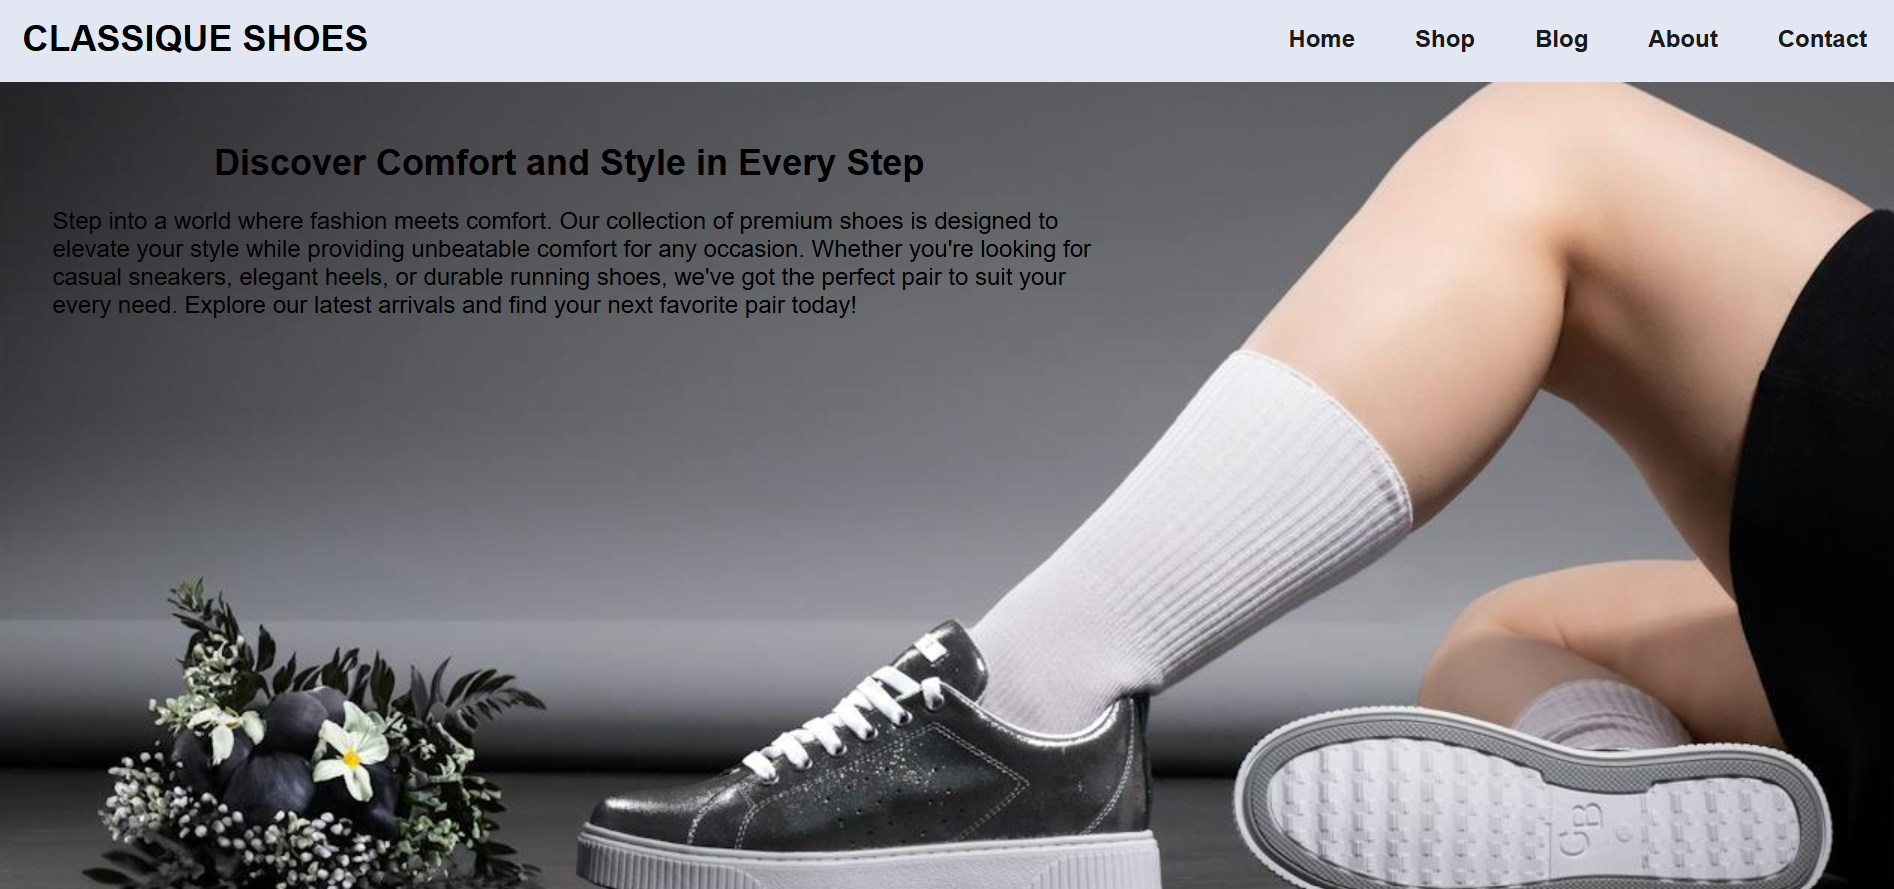 CLASSIQUE SHOES
Home Shop Blog About Contact
Discover Comfort and Style in Every Step
Step into a world where fashion meets comfort. Our collection of premium shoes is designed to
elevate your style while providing unbeatable comfort for any occasion. Whether you're looking for
casual sneakers, elegant heels, or durable running shoes, we've got the perfect pair to suit your
every need. Explore our latest arrivals and find your next favorite pair today!
GB